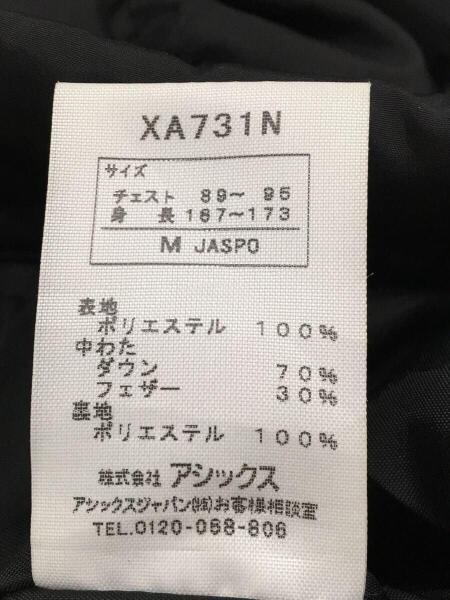 XA731N
サイズ
チェスト 89～ 95
身 長 167～173
M JASPO
表地
ポリエステル 100%
中わた
ダウン 70%
フェザー 30%
裏地
ポリエステル 100%
株式会社 アシックス
アシックスジャパン(株)お客様相談室
TEL.0120-068-806